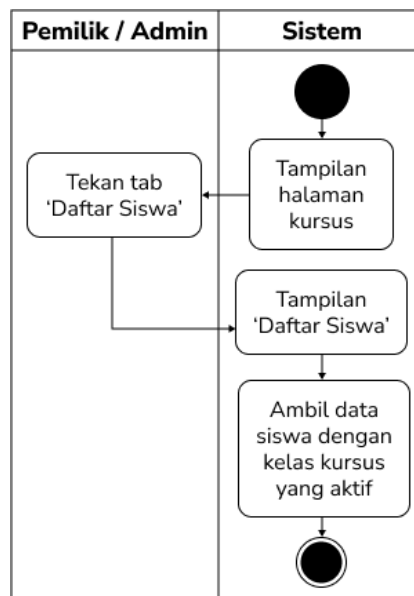 Pemilik / Admin
Sistem
Tampilan
halaman
kursus
Tekan tab
‘Daftar Siswa’
Tampilan
‘Daftar Siswa’
Ambil data
siswa dengan
kelas kursus
yang aktif